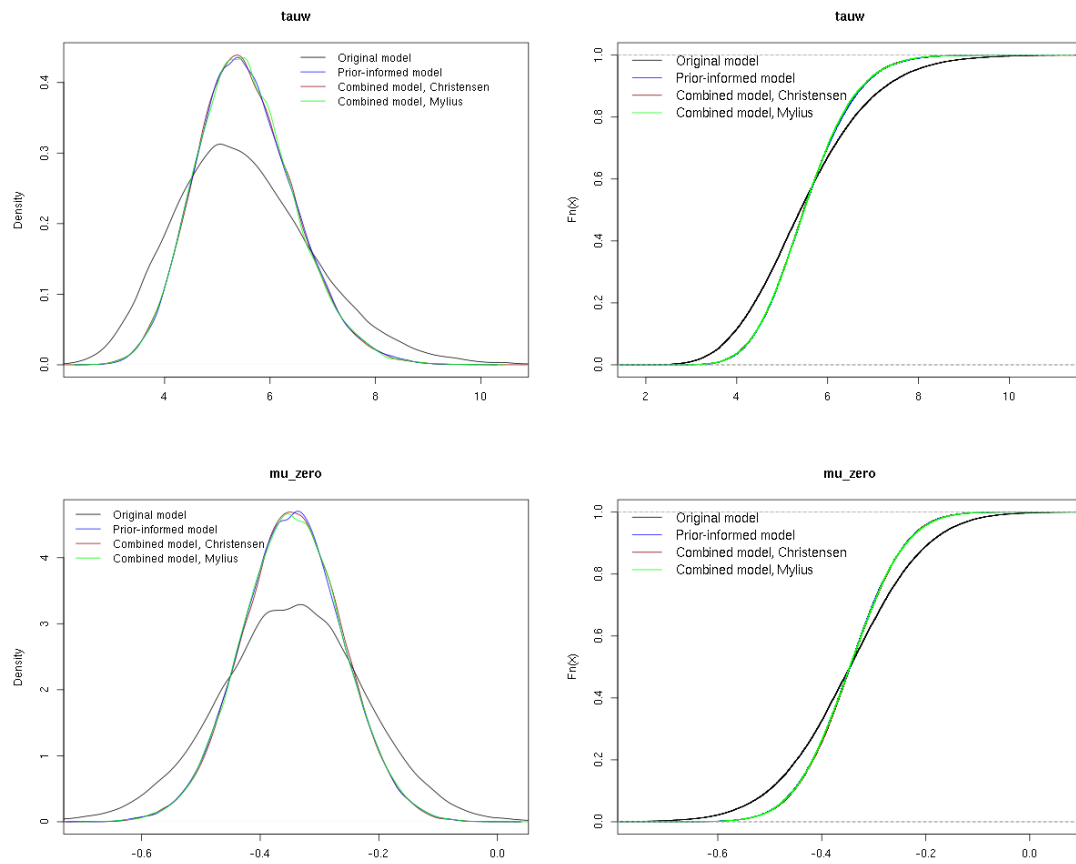 tauw
Original model
Prior-informed model
Combined model, Christensen
Combined model, Mylius
Density
0.0 0.1 0.2 0.3 0.4
4 6 8 10
tauw
Original model
Prior-informed model
Combined model, Christensen
Combined model, Mylius
Fn(x)
0.0 0.2 0.4 0.6 0.8 1.0
2 4 6 8 10
mu_zero
Original model
Prior-informed model
Combined model, Christensen
Combined model, Mylius
Density
0 1 2 3 4
-0.6 -0.4 -0.2 0.0
mu_zero
Original model
Prior-informed model
Combined model, Christensen
Combined model, Mylius
Fn(x)
0.0 0.2 0.4 0.6 0.8 1.0
-0.6 -0.4 -0.2 0.0